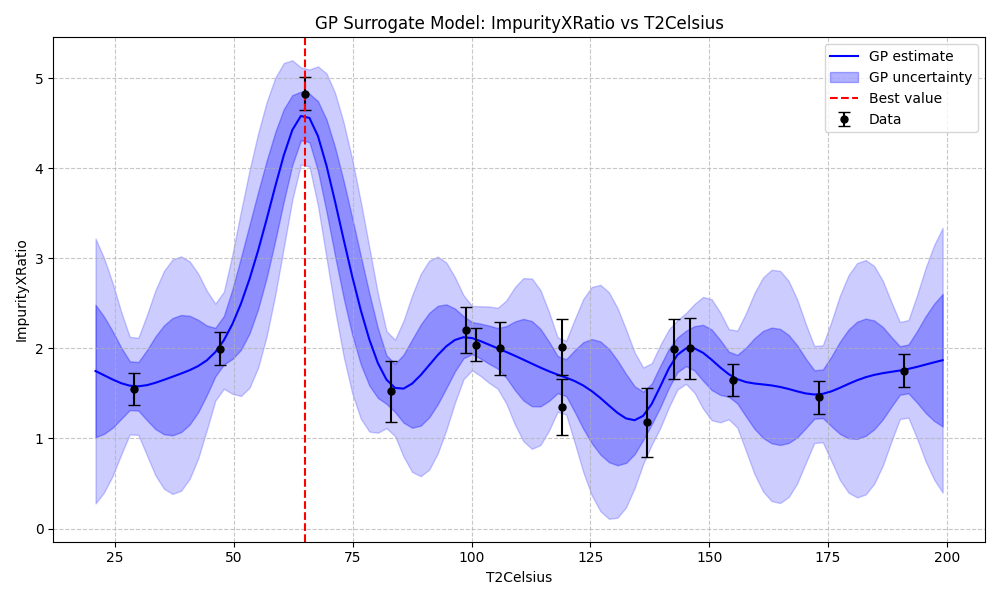 GP Surrogate Model: ImpurityXRatio vs T2Celsius
GP estimate
GP uncertainty
Best value
Data
ImpurityXRatio
5
4
3
2
1
0
25
50
75
100
125
150
175
200
T2Celsius